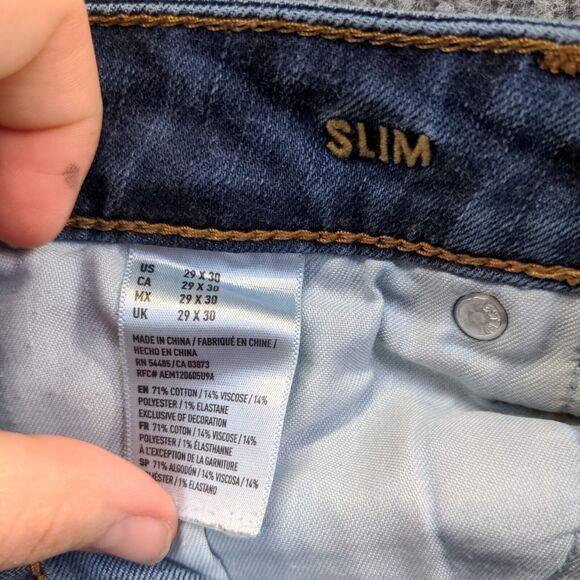 SLIM
US 29 X 30
CA 29 X 30
MX 29 X 30
UK 29 X 30
MADE IN CHINA / FABRIQUÉ EN CHINE /
HECHO EN CHINA
RN 54485 / CA 03873
RFC# AEM120605U9A
EN 71% COTTON / 14% VISCOSE / 14%
POLYESTER / 1% ELASTANE
EXCLUSIVE OF DECORATION
FR 71% COTON / 14% VISCOSE / 14%
POLYESTER / 1% ÉLASTHANNE
À L'EXCEPTION DE LA GARNITURE
SP 71% ALGODÓN / 14% VISCOSA / 14%
POLIÉSTER / 1% ELASTANO